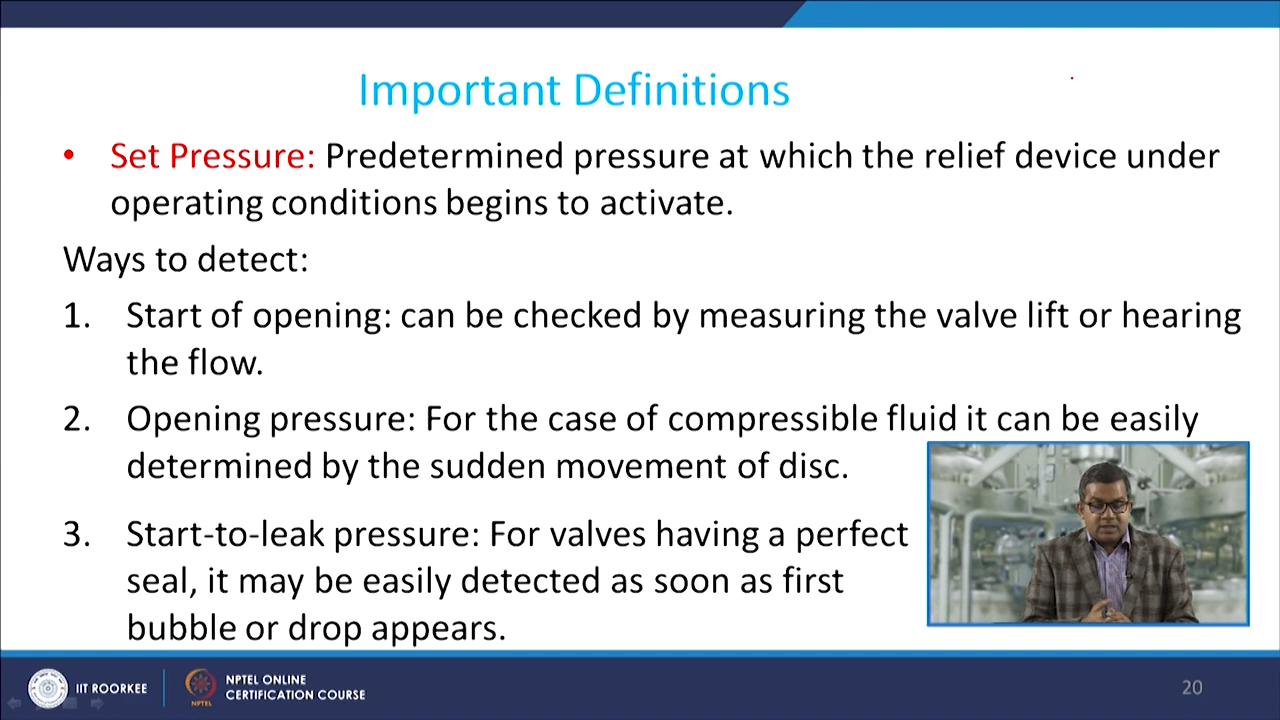 Important Definitions
• Set Pressure: Predetermined pressure at which the relief device under
operating conditions begins to activate.
Ways to detect:
1. Start of opening: can be checked by measuring the valve lift or hearing
the flow.
2. Opening pressure: For the case of compressible fluid it can be easily
determined by the sudden movement of disc.
3. Start-to-leak pressure: For valves having a perfect
seal, it may be easily detected as soon as first
bubble or drop appears.
IIT ROORKEE
NPTEL
NPTEL ONLINE
CERTIFICATION COURSE
20